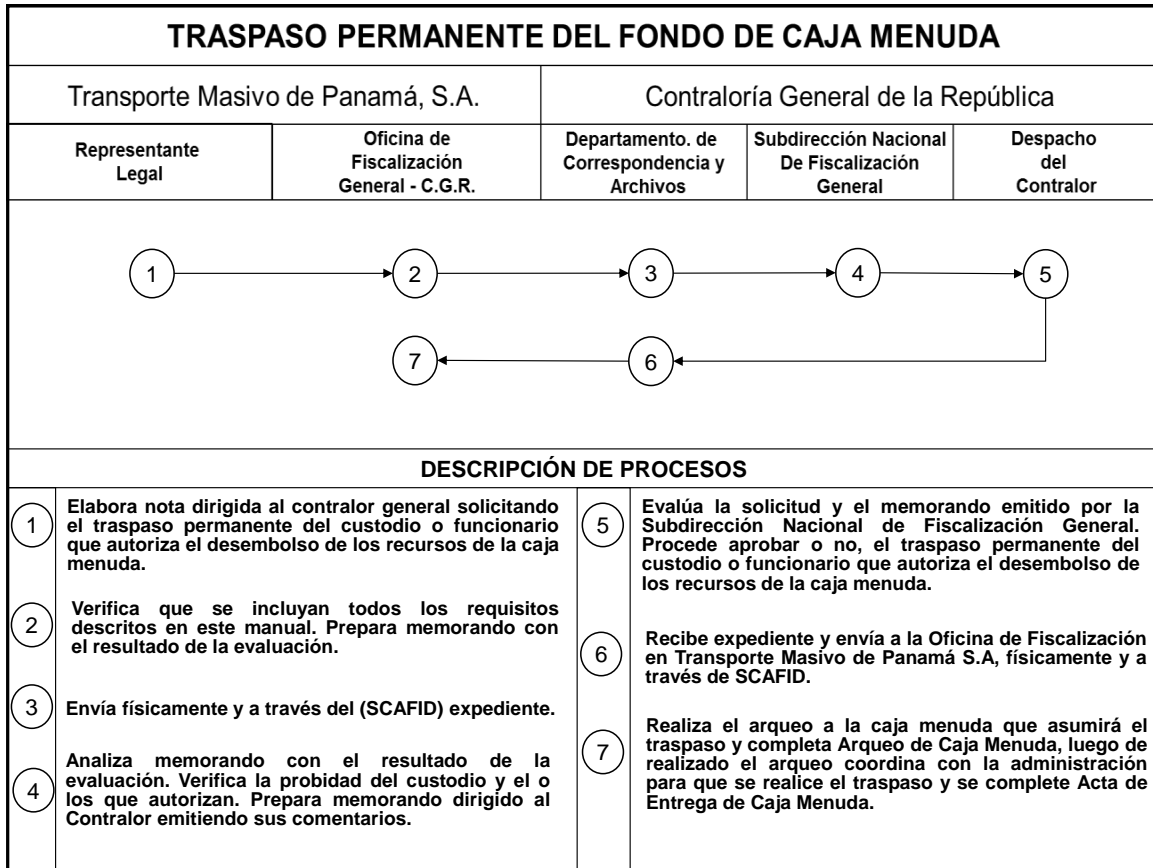 TRASPASO PERMANENTE DEL FONDO DE CAJA MENUDA
Transporte Masivo de Panamá, S.A.
Contraloría General de la República
Representante
Legal
Oficina de
Fiscalización
General - C.G.R.
Departamento. de
Correspondencia y
Archivos
Subdirección Nacional
De Fiscalización
General
Despacho
del
Contralor
1
2
3
4
5
7
6
DESCRIPCIÓN DE PROCESOS
1
Elabora nota dirigida al contralor general solicitando
el traspaso permanente del custodio o funcionario
que autoriza el desembolso de los recursos de la caja
menuda.
2
Verifica que se incluyan todos los requisitos
descritos en este manual. Prepara memorando con
el resultado de la evaluación.
3
Envía físicamente y a través del (SCAFID) expediente.
4
Analiza memorando con el resultado de la
evaluación. Verifica la probidad del custodio y el o
los que autorizan. Prepara memorando dirigido al
Contralor emitiendo sus comentarios.
5
Evalúa la solicitud y el memorando emitido por la
Subdirección Nacional de Fiscalización General.
Procede aprobar o no, el traspaso permanente del
custodio o funcionario que autoriza el desembolso de
los recursos de la caja menuda.
6
Recibe expediente y envía a la Oficina de Fiscalización
en Transporte Masivo de Panamá S.A, físicamente y a
través de SCAFID.
7
Realiza el arqueo a la caja menuda que asumirá el
traspaso y completa Arqueo de Caja Menuda, luego de
realizado el arqueo coordina con la administración
para que se realice el traspaso y se complete Acta de
Entrega de Caja Menuda.